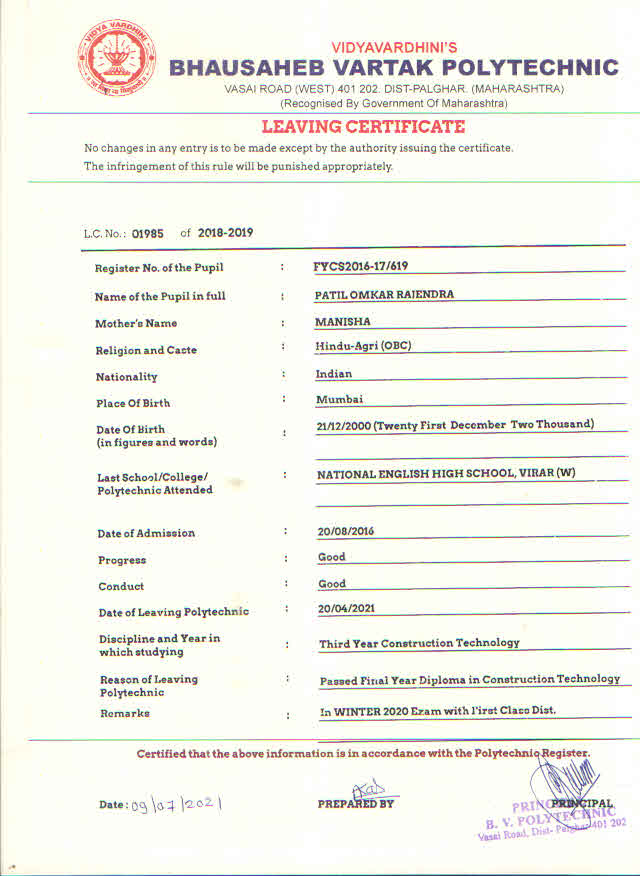 VIDYA VARDHINI
VIDYAVARDHINI'S
BHAUSAHEB VARTAK POLYTECHNIC
VASAI ROAD (WEST) 401 202. DIST-PALGHAR. (MAHARASHTRA)
(Recognised By Government Of Maharashtra)
LEAVING CERTIFICATE
No changes in any entry is to be made except by the authority issuing the certificate.
The infringement of this rule will be punished appropriately.
L.C. No.: 01985 of 2018-2019
Register No. of the Pupil : FYCS2016-17/619
Name of the Pupil in full : PATIL OMKAR RAJENDRA
Mother's Name : MANISHA
Religion and Caste : Hindu-Agri (OBC)
Nationality : Indian
Place Of Birth : Mumbai
Date Of Birth : 21/12/2000 (Twenty First December Two Thousand)
(in figures and words)
Last School/College/ : NATIONAL ENGLISH HIGH SCHOOL, VIRAR (W)
Polytechnic Attended
Date of Admission : 20/08/2016
Progress : Good
Conduct : Good
Date of Leaving Polytechnic : 20/04/2021
Discipline and Year in : Third Year Construction Technology
which studying
Reason of Leaving : Passed Final Year Diploma in Construction Technology
Polytechnic
Remarks : In WINTER 2020 Exam with First Class Dist.
Certified that the above information is in accordance with the Polytechnic Register.
Date: 09/07/2021 PREPARED BY PRINCIPAL
PRINCIPAL
B. V. POLYTECHNIC
Vasai Road, Dist- Palghar 401 202